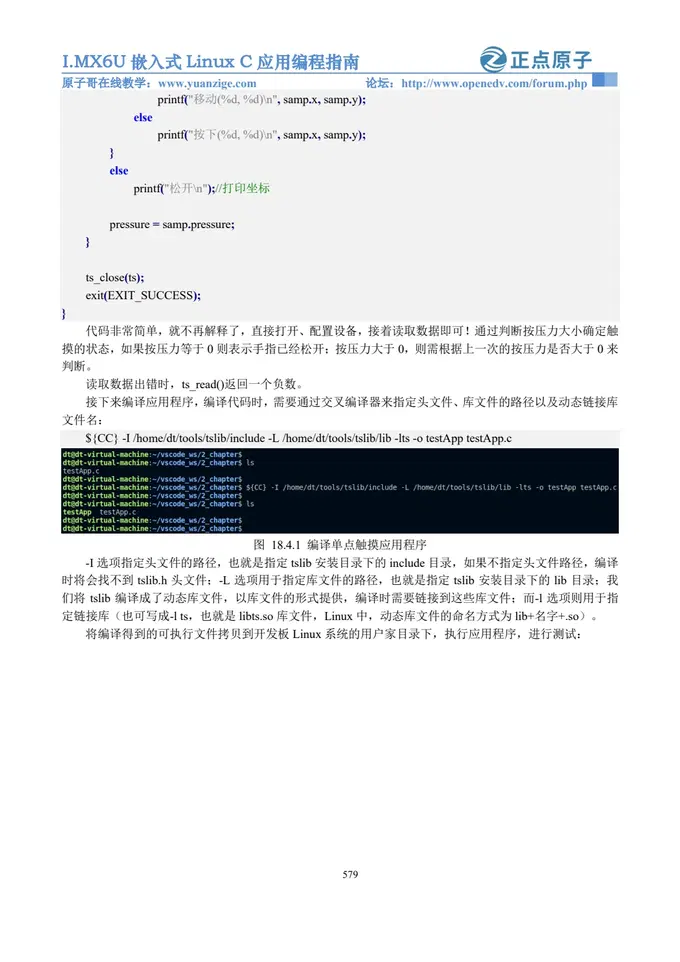 I.MX6U 嵌入式 Linux C 应用编程指南
正点原子
原子哥在线教学：www.yuanzige.com 论坛：http://www.openedv.com/forum.php
printf("移动(%d, %d)\n", samp.x, samp.y);
else
printf("按下(%d, %d)\n", samp.x, samp.y);
}
else
printf("松开\n");//打印坐标
pressure = samp.pressure;
}
ts_close(ts);
exit(EXIT_SUCCESS);
}
代码非常简单，就不再解释了，直接打开、配置设备，接着读取数据即可！通过判断按压力大小确定触
摸的状态，如果按压力等于 0 则表示手指已经松开；按压力大于 0，则需根据上一次的按压力是否大于 0 来
判断。
读取数据出错时，ts_read()返回一个负数。
接下来编译应用程序，编译代码时，需要通过交叉编译器来指定头文件、库文件的路径以及动态链接库
文件名：
${CC} -I /home/dt/tools/tslib/include -L /home/dt/tools/tslib/lib -lts -o testApp testApp.c
dt@dt-virtual-machine:~/vscode_ws/2_chapter$
dt@dt-virtual-machine:~/vscode_ws/2_chapter$ ls
testApp.c
dt@dt-virtual-machine:~/vscode_ws/2_chapter$
dt@dt-virtual-machine:~/vscode_ws/2_chapter$ ${CC} -I /home/dt/tools/tslib/include -L /home/dt/tools/tslib/lib -lts -o testApp testApp.c
dt@dt-virtual-machine:~/vscode_ws/2_chapter$
dt@dt-virtual-machine:~/vscode_ws/2_chapter$ ls
testApp testApp.c
dt@dt-virtual-machine:~/vscode_ws/2_chapter$
dt@dt-virtual-machine:~/vscode_ws/2_chapter$
图 18.4.1 编译单点触摸应用程序
-I 选项指定头文件的路径，也就是指定 tslib 安装目录下的 include 目录，如果不指定头文件路径，编译
时将会找不到 tslib.h 头文件；-L 选项用于指定库文件的路径，也就是指定 tslib 安装目录下的 lib 目录；我
们将 tslib 编译成了动态库文件，以库文件的形式提供，编译时需要链接到这些库文件；而-l 选项则用于指
定链接库（也可写成-l ts，也就是 libts.so 库文件，Linux 中，动态库文件的命名方式为 lib+名字+.so）。
将编译得到的可执行文件拷贝到开发板 Linux 系统的用户家目录下，执行应用程序，进行测试：
579